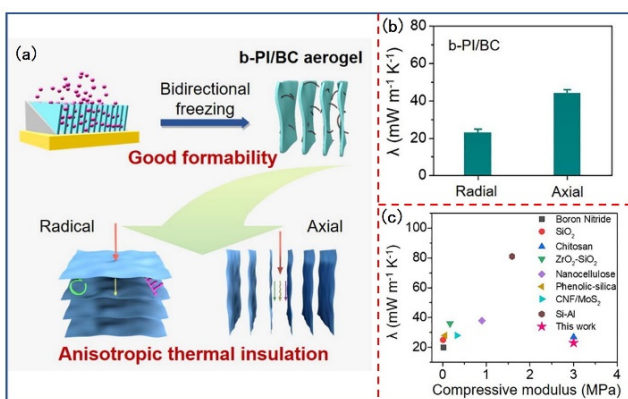 (a)
b-PI/BC aerogel
Bidirectional
freezing
Good formability
Radical
Axial
Anisotropic thermal insulation
(b)
b-PI/BC
λ (mW m⁻¹ K⁻¹)
80
60
40
20
0
Radial
Axial
(c)
λ (mW m⁻¹ K⁻¹)
100
80
60
40
20
Boron Nitride
SiO₂
Chitosan
ZrO₂-SiO₂
Nanocellulose
Phenolic-silica
CNF/MoS₂
Si-Al
This work
0 1 2 3 4
Compressive modulus (MPa)